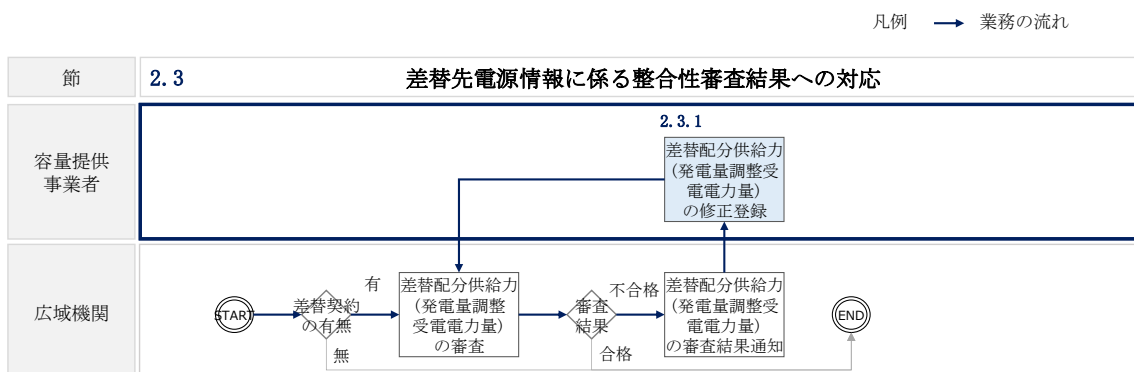 凡例
業務の流れ
節
2.3
差替先電源情報に係る整合性審査結果への対応
容量提供
事業者
2.3.1
差替配分供給力
(発電量調整受
電電力量)
の修正登録
広域機関
START
差替契約
の有無
有
無
差替配分供給力
(発電量調整
受電電力量)
の審査
審査
結果
不合格
合格
差替配分供給力
(発電量調整受
電電力量)
の審査結果通知
END